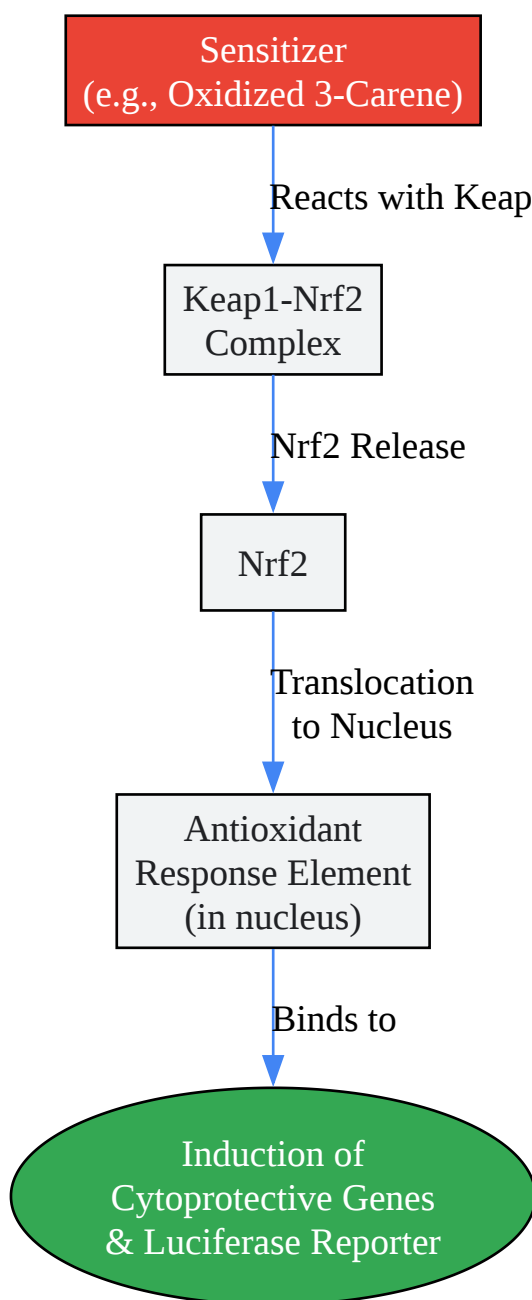 Sensitizer
(e.g., Oxidized 3-Carene)
Reacts with Keap
Keap1-Nrf2
Complex
Nrf2 Release
Nrf2
Translocation
to Nucleus
Antioxidant
Response Element
(in nucleus)
Binds to
Induction of
Cytoprotective Genes
& Luciferase Reporter